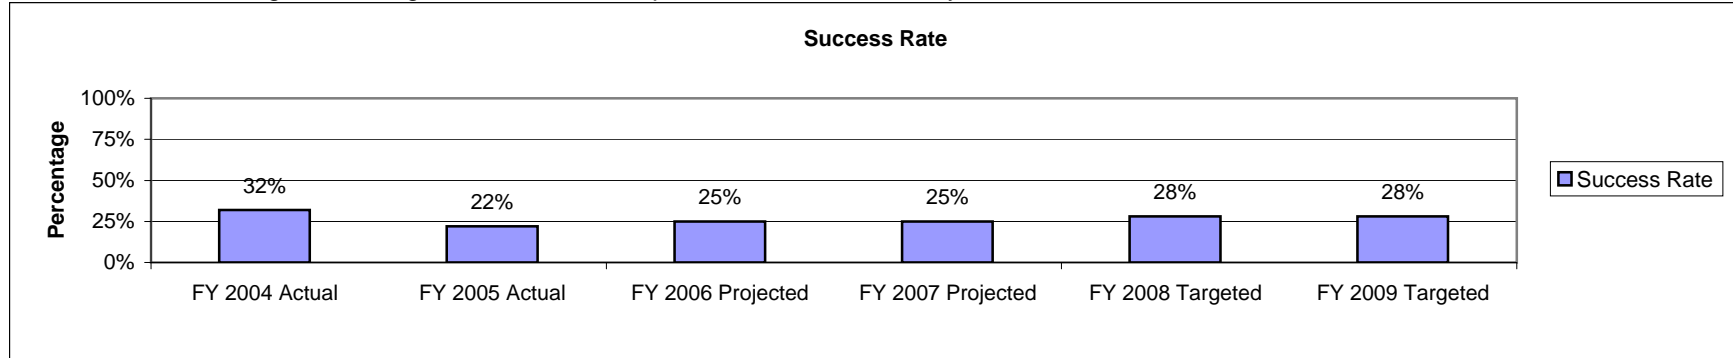 Success Rate
100%
75%
50%
25%
0%
Percentage
32%
22%
25%
25%
28%
28%
FY 2004 Actual
FY 2005 Actual
FY 2006 Projected
FY 2007 Projected
FY 2008 Targeted
FY 2009 Targeted
Success Rate